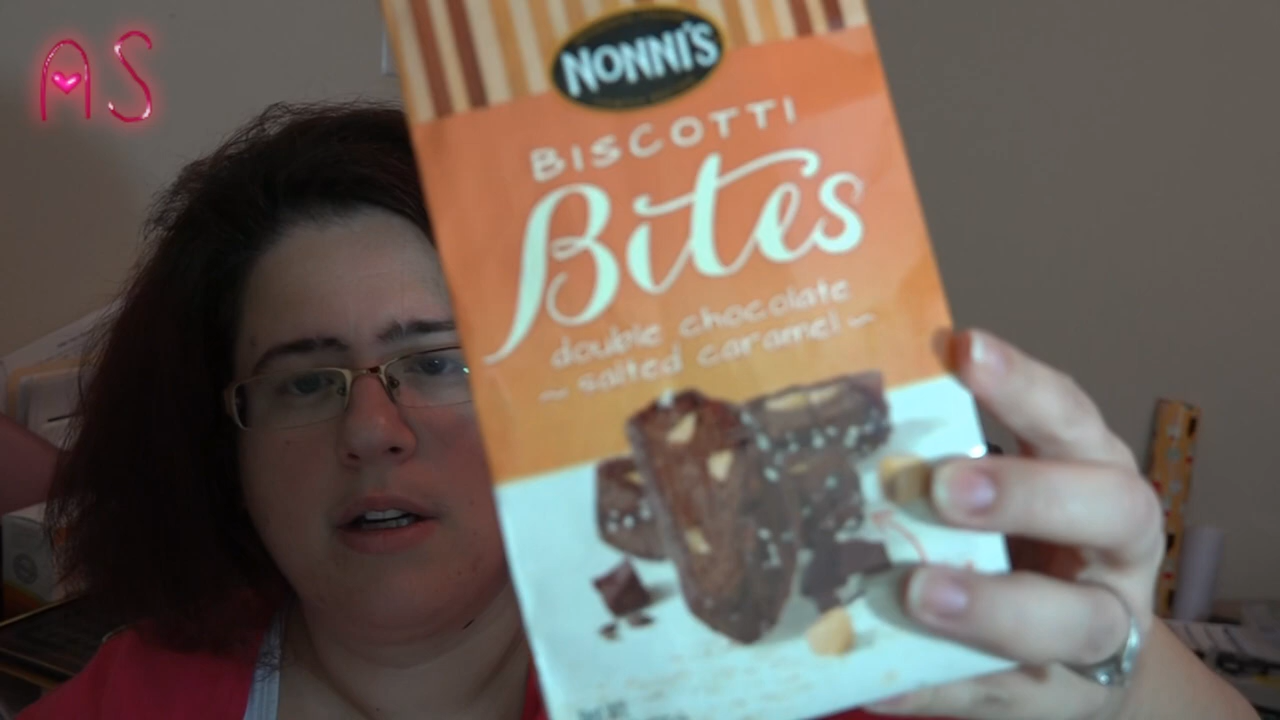 AS
NONNI'S
BISCOTTI
Bites
double chocolate
~ salted caramel ~